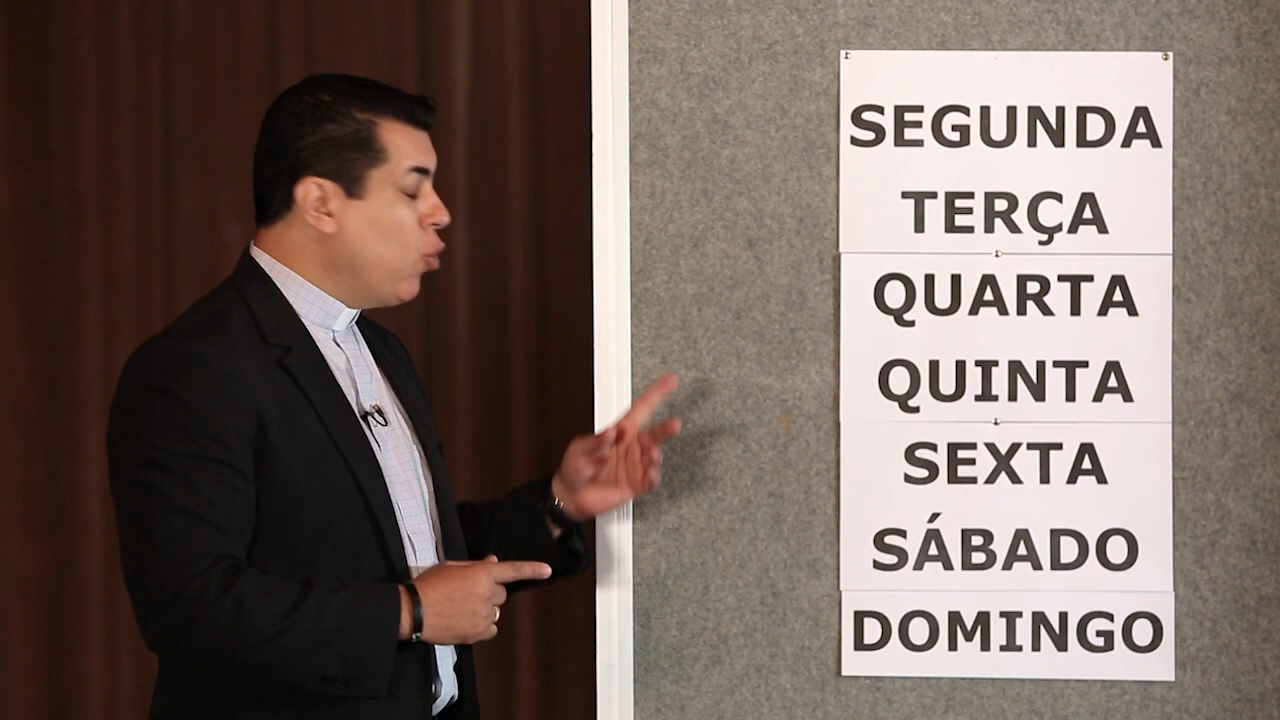 SEGUNDA
TERÇA
QUARTA
QUINTA
SEXTA
SÁBADO
DOMINGO